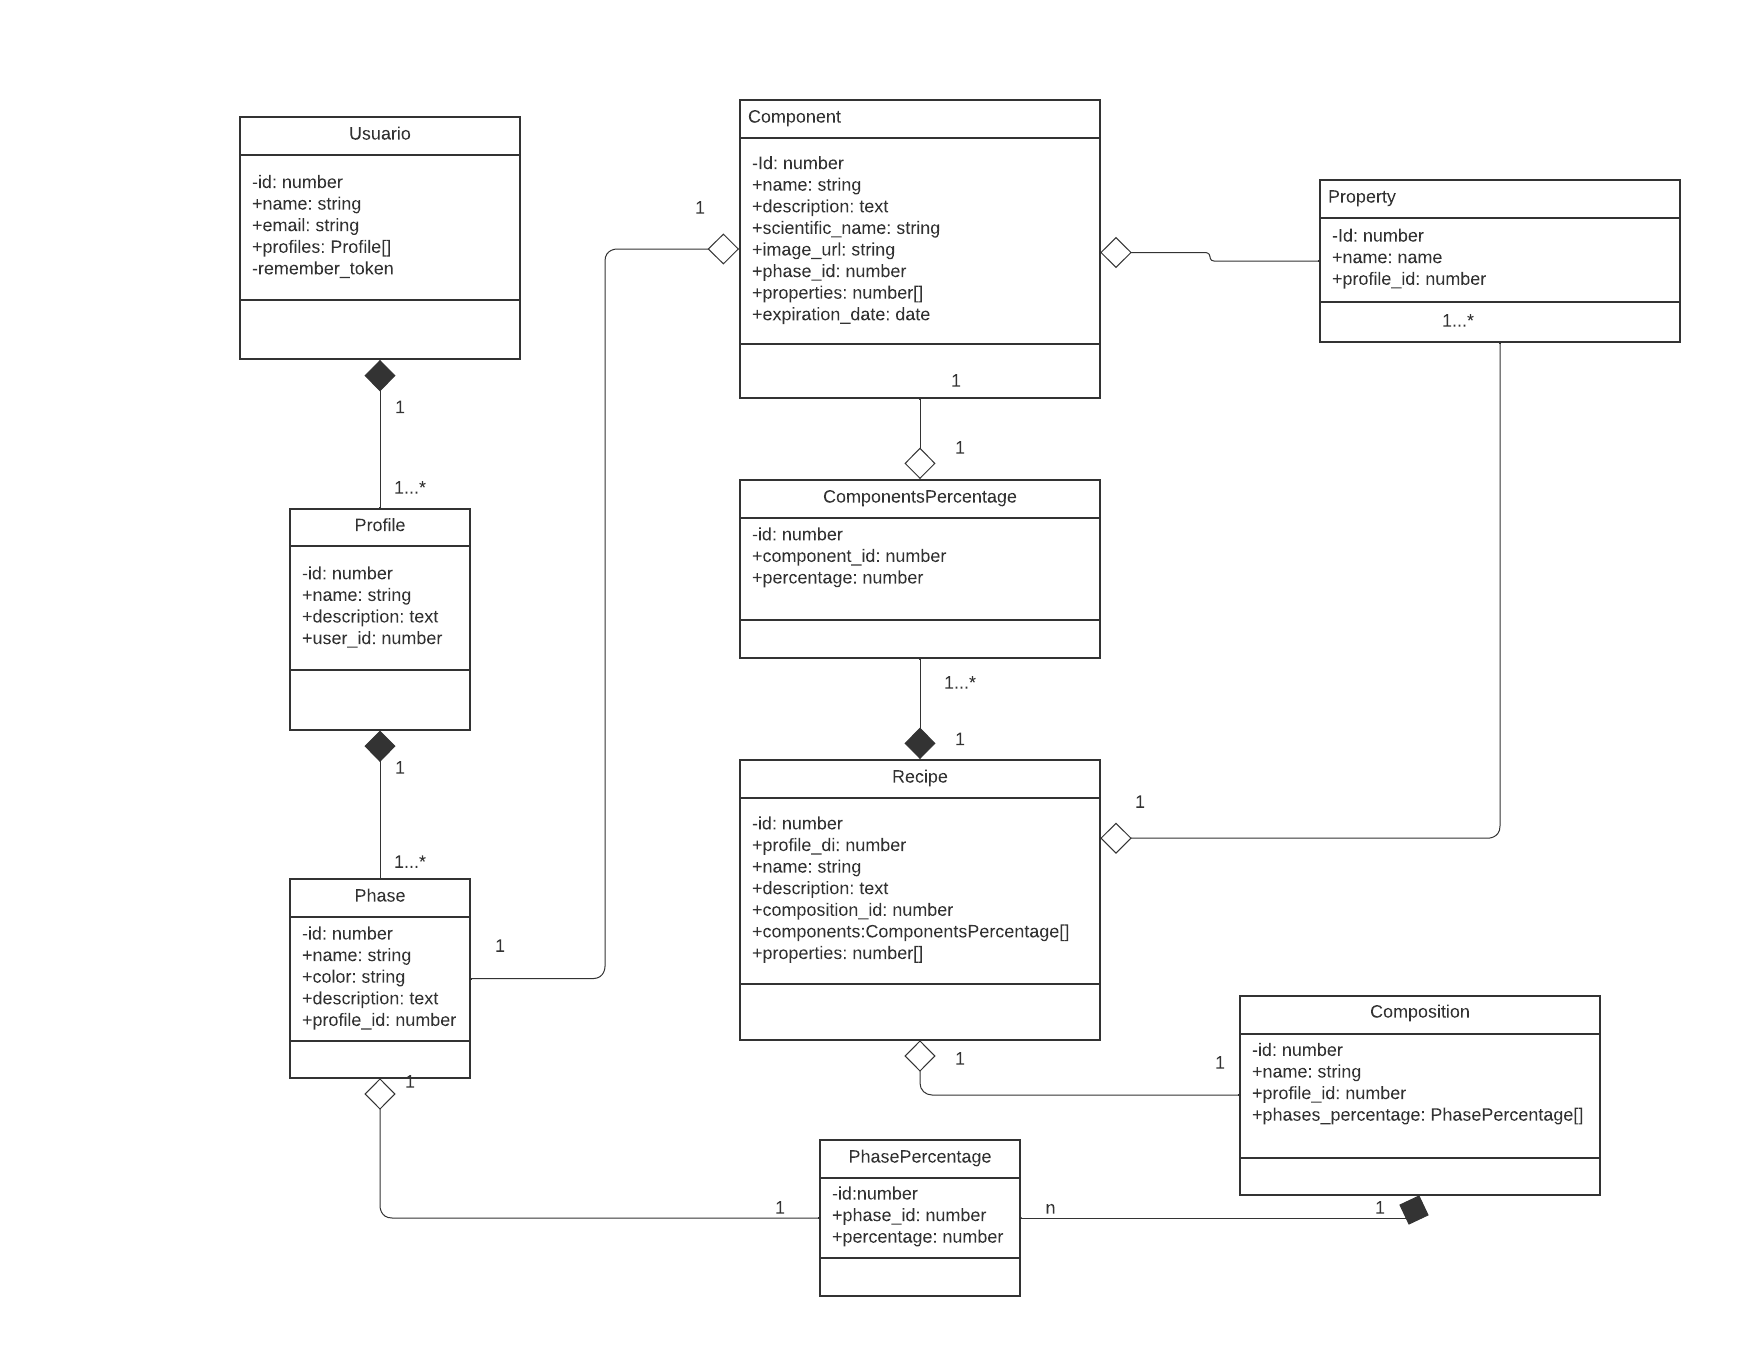 Usuario
-id: number
+name: string
+email: string
+profiles: Profile[]
-remember_token
1
1...*
Profile
-id: number
+name: string
+description: text
+user_id: number
1
1...*
Phase
-id: number
+name: string
+color: string
+description: text
+profile_id: number
1
1
1
Component
-Id: number
+name: string
+description: text
+scientific_name: string
+image_url: string
+phase_id: number
+properties: number[]
+expiration_date: date
1
1
ComponentsPercentage
-id: number
+component_id: number
+percentage: number
1...*
1
Recipe
-id: number
+profile_di: number
+name: string
+description: text
+composition_id: number
+components:ComponentsPercentage[]
+properties: number[]
1
1
Property
-Id: number
+name: name
+profile_id: number
1...*
1
Composition
-id: number
+name: string
+profile_id: number
+phases_percentage: PhasePercentage[]
1
PhasePercentage
-id:number
+phase_id: number
+percentage: number
1
n